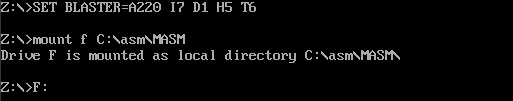 Z:\>SET BLASTER=A220 I7 D1 H5 T6
Z:\>mount f C:\asm\MASM
Drive F is mounted as local directory C:\asm\MASM\
Z:\>F: